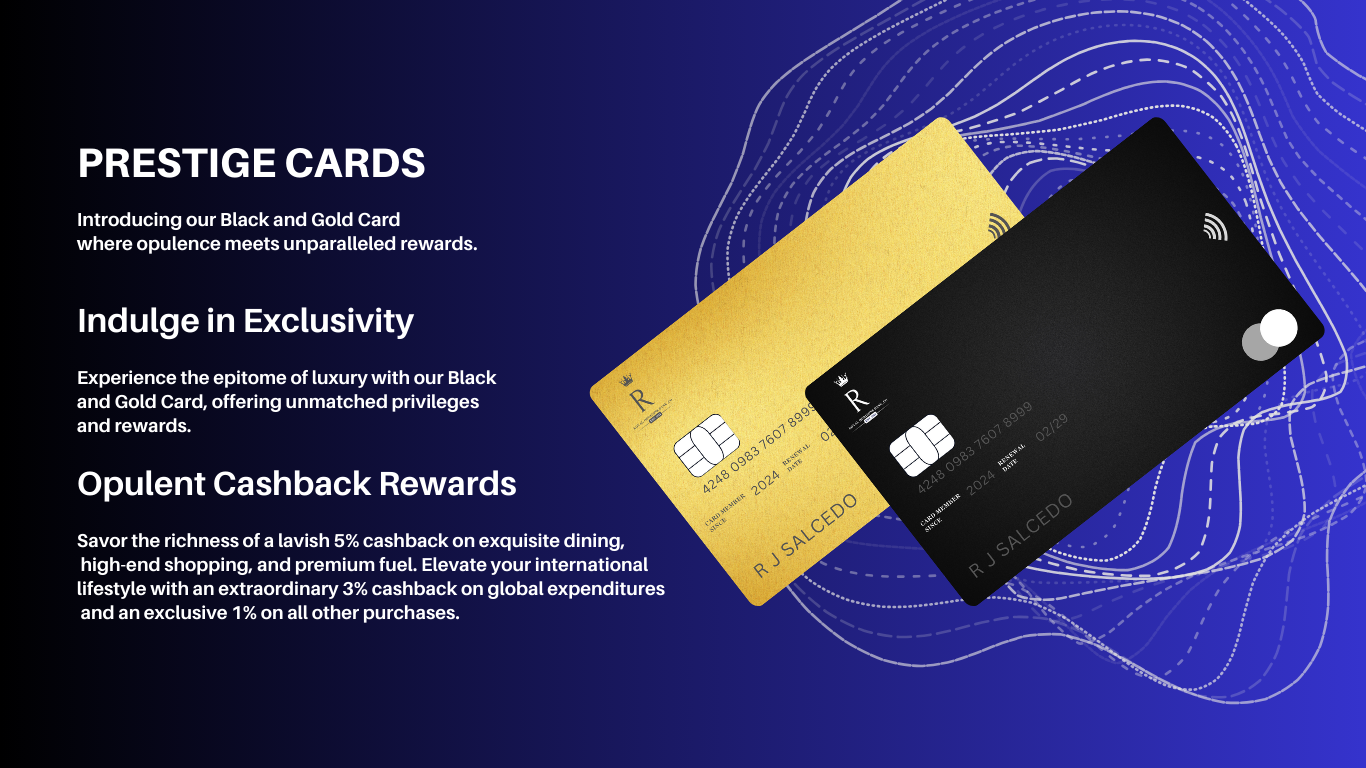 PRESTIGE CARDS
Introducing our Black and Gold Card
where opulence meets unparalleled rewards.
Indulge in Exclusivity
Experience the epitome of luxury with our Black
and Gold Card, offering unmatched privileges
and rewards.
Opulent Cashback Rewards
Savor the richness of a lavish 5% cashback on exquisite dining,
high-end shopping, and premium fuel. Elevate your international
lifestyle with an extraordinary 3% cashback on global expenditures
and an exclusive 1% on all other purchases.
R
4248 0983 7607 8999
CARD MEMBER
SINCE
2024
RENEWAL
DATE
02/
R J SALCEDO
R
4248 0983 7607 8999
CARD MEMBER
SINCE
2024
RENEWAL
DATE
02/29
R J SALCEDO